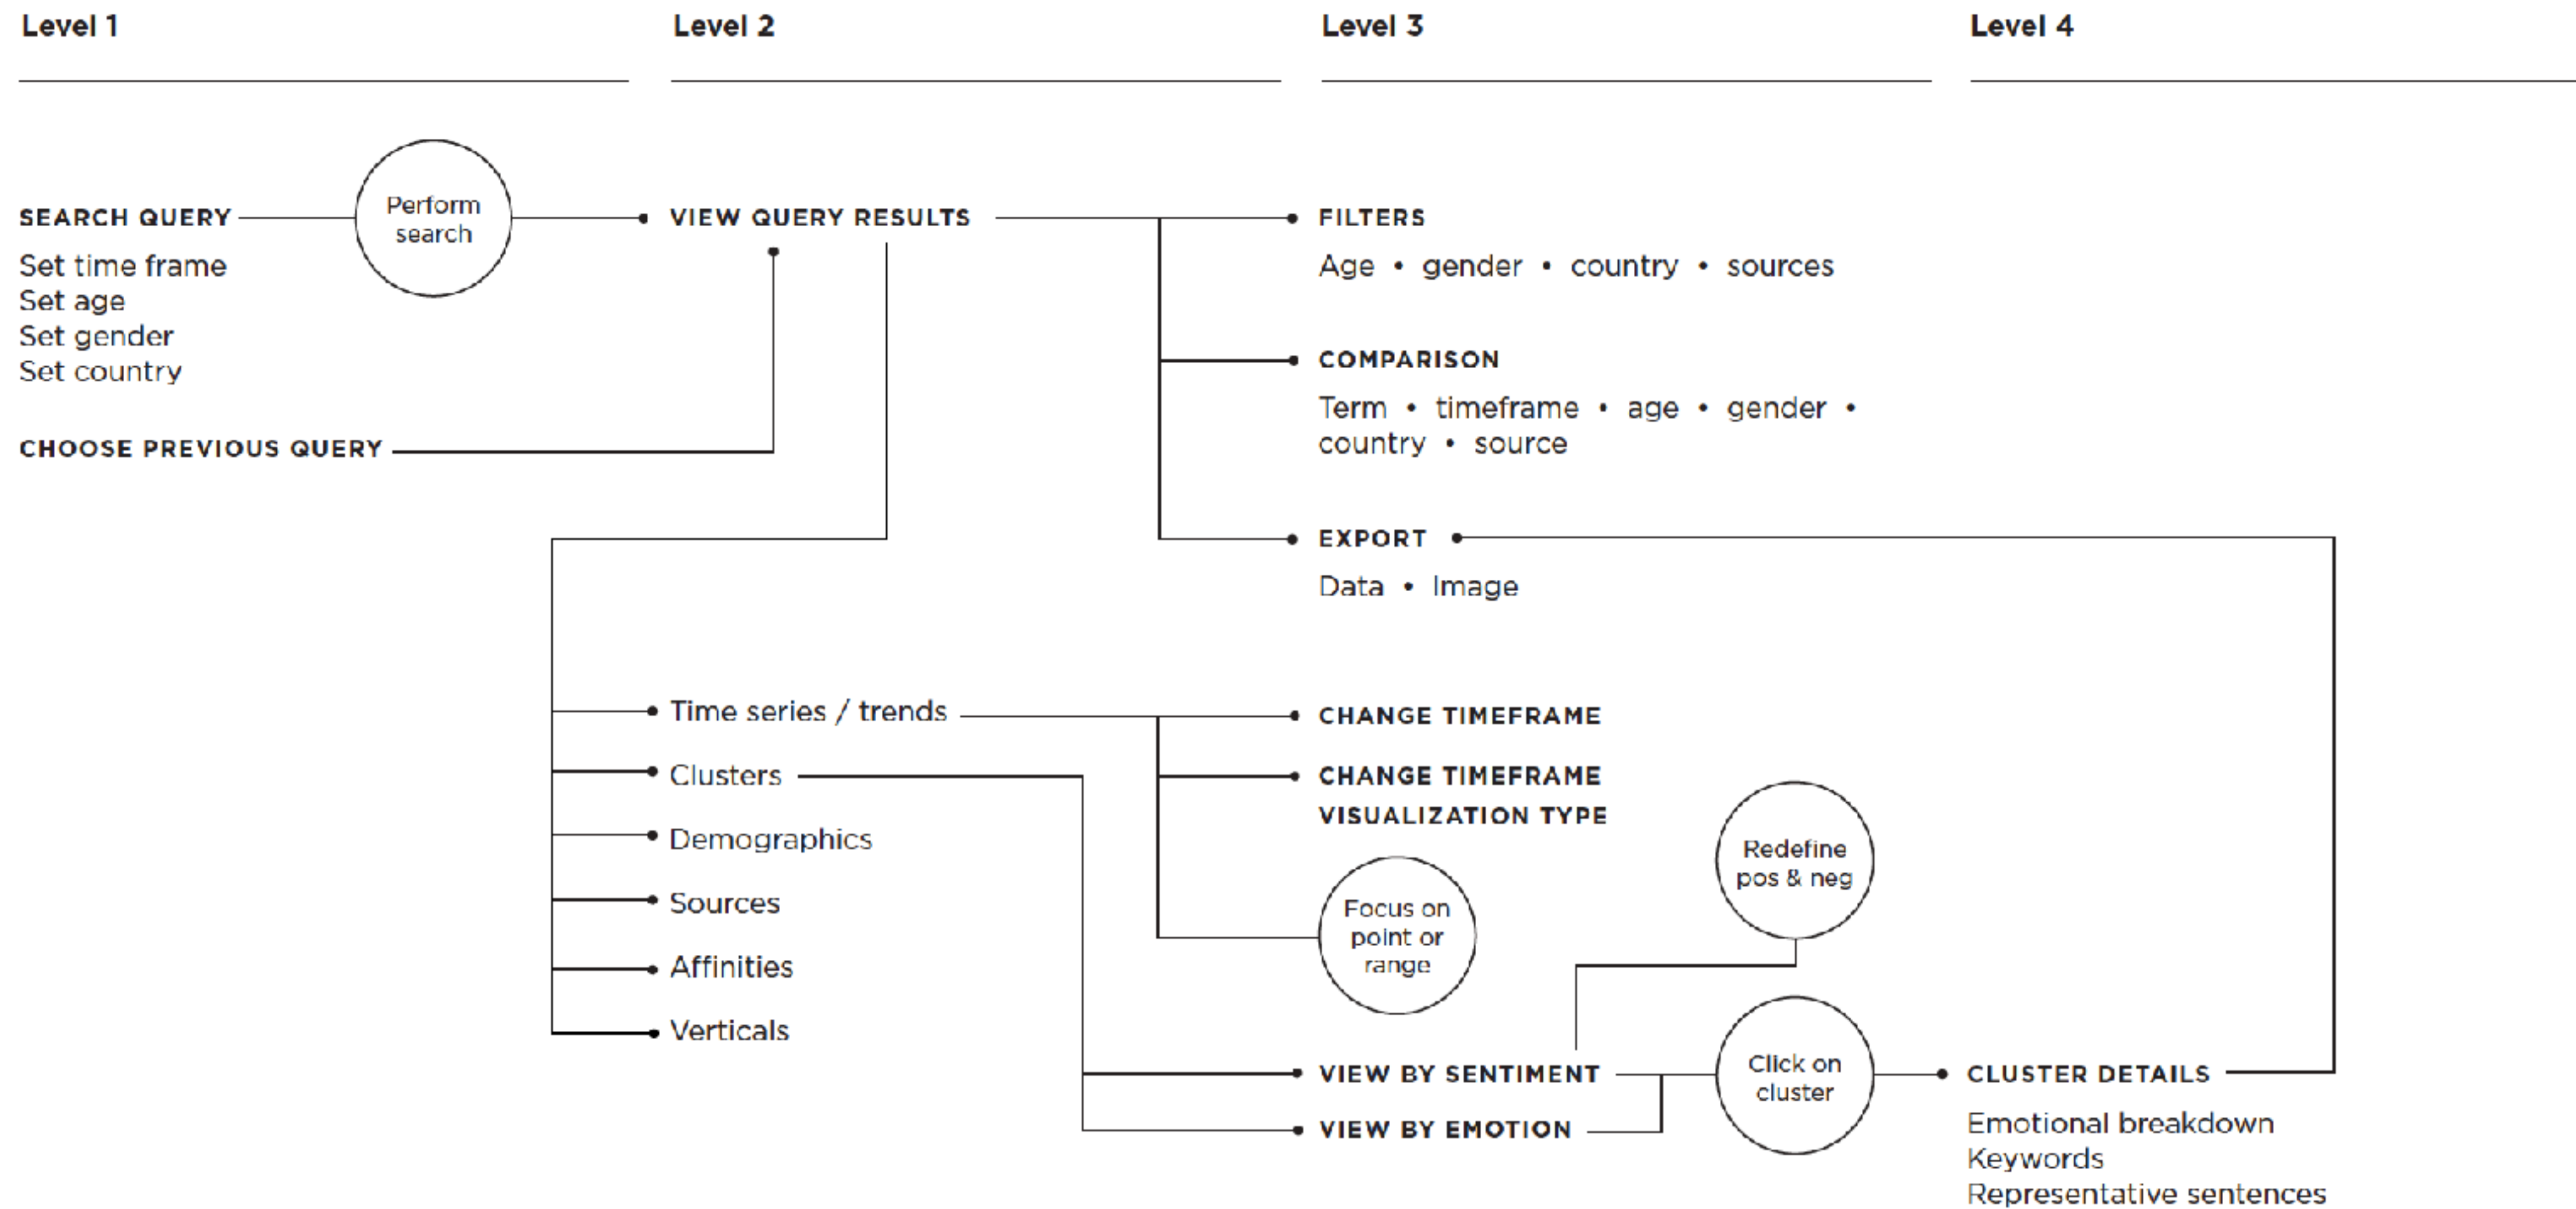 Level 1
Level 2
Level 3
Level 4
SEARCH QUERY
Set time frame
Set age
Set gender
Set country
CHOOSE PREVIOUS QUERY
Perform
search
VIEW QUERY RESULTS
FILTERS
Age • gender • country • sources
COMPARISON
Term • timeframe • age • gender •
country • source
EXPORT
Data • Image
Time series / trends
Clusters
Demographics
Sources
Affinities
Verticals
CHANGE TIMEFRAME
CHANGE TIMEFRAME
VISUALIZATION TYPE
Focus on
point or
range
Redefine
pos & neg
VIEW BY SENTIMENT
VIEW BY EMOTION
Click on
cluster
CLUSTER DETAILS
Emotional breakdown
Keywords
Representative sentences